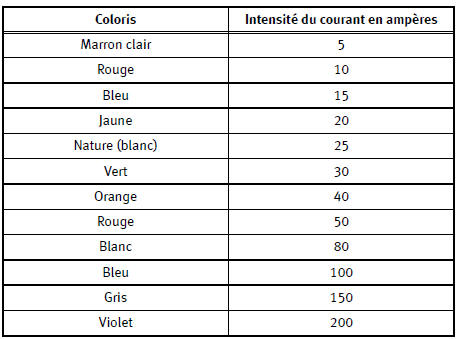 Coloris Intensité du courant en ampères
Marron clair 5
Rouge 10
Bleu 15
Jaune 20
Nature (blanc) 25
Vert 30
Orange 40
Rouge 50
Blanc 80
Bleu 100
Gris 150
Violet 200